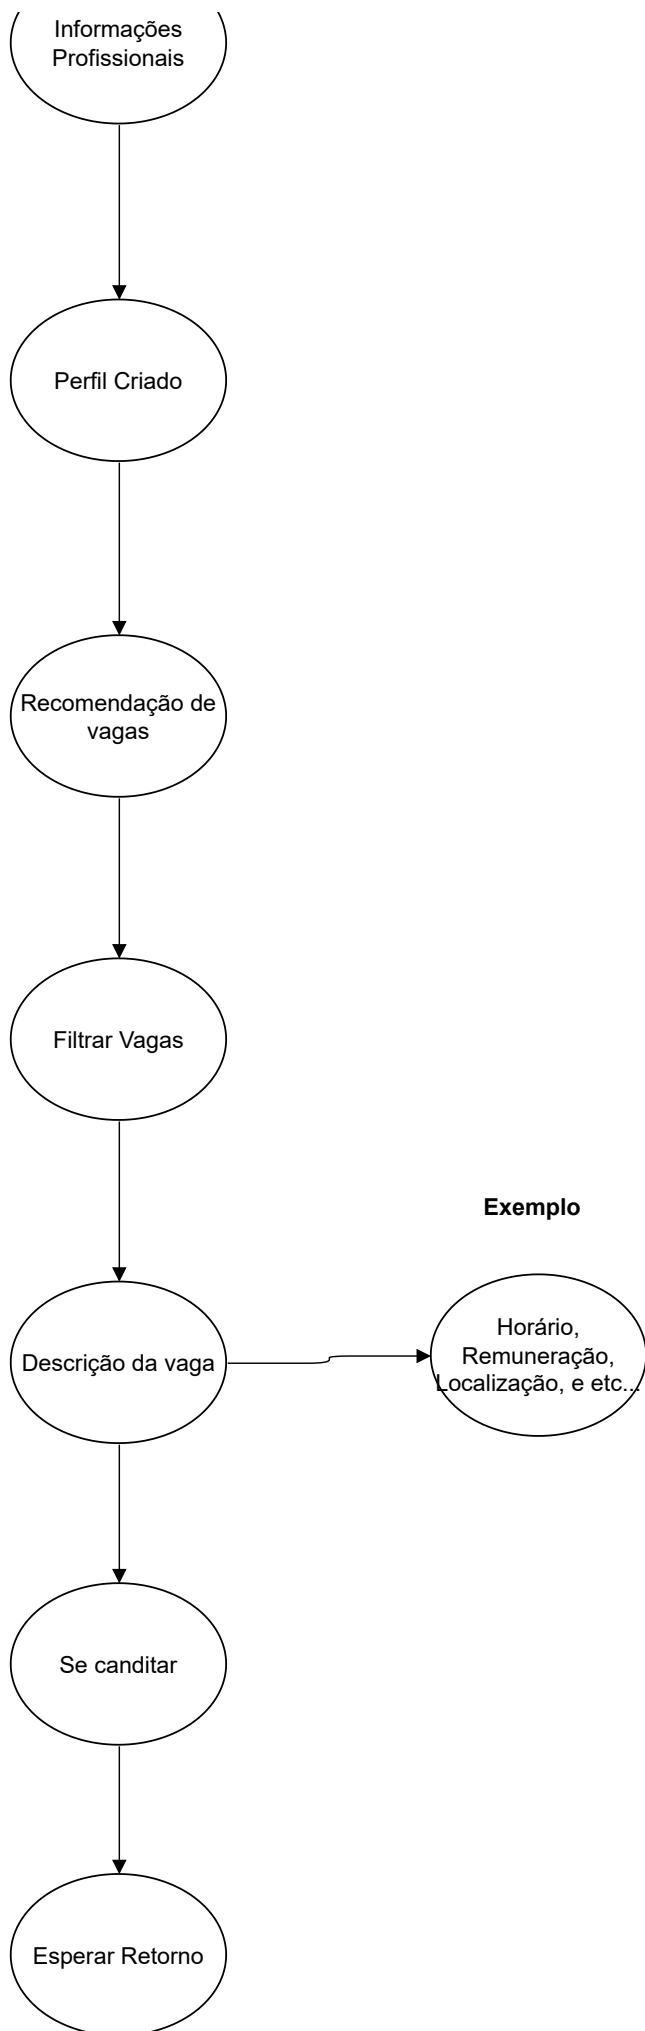 Informações
Profissionais
Perfil Criado
Recomendação de
vagas
Filtrar Vagas
Exemplo
Descrição da vaga
Horário,
Remuneração,
Localização, e etc...
Se canditar
Esperar Retorno